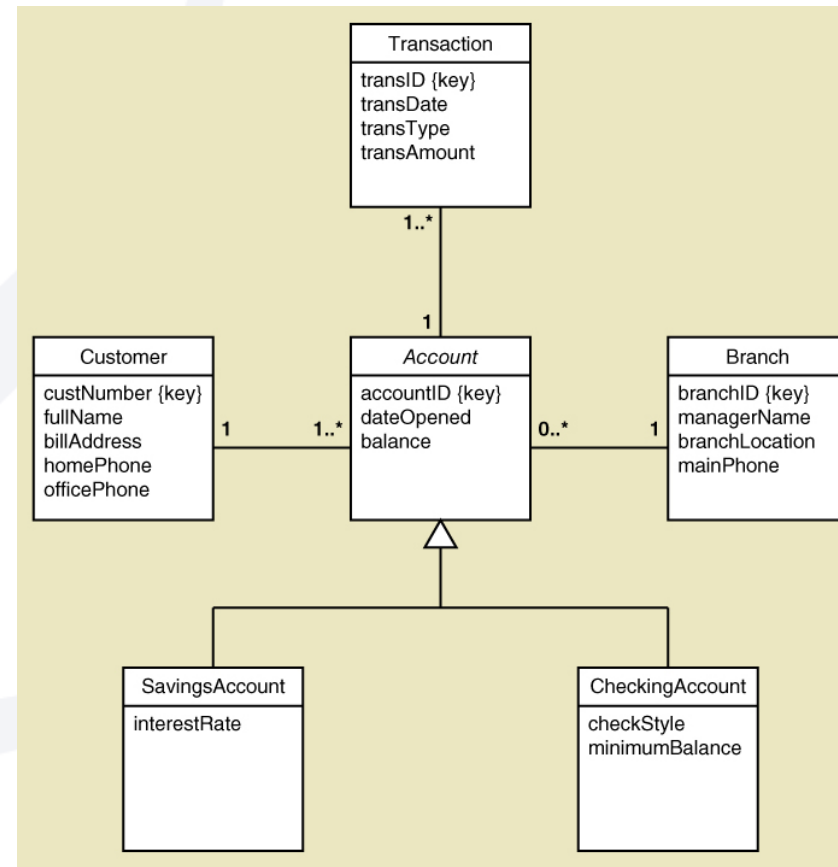 Transaction
transID {key}
transDate
transType
transAmount
1..*
1
Customer
custNumber {key}
fullName
billAddress
homePhone
officePhone
1
1..*
Account
accountID {key}
dateOpened
balance
0..*
1
Branch
branchID {key}
managerName
branchLocation
mainPhone
SavingsAccount
interestRate
CheckingAccount
checkStyle
minimumBalance